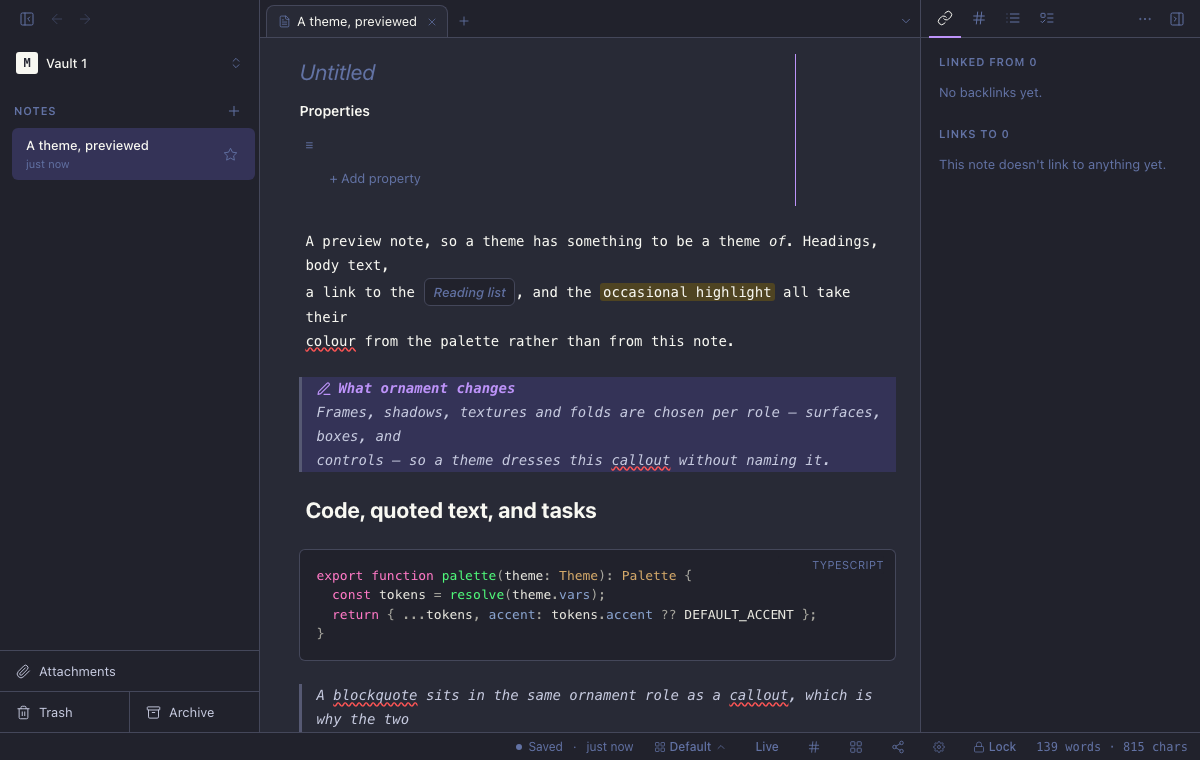 A theme, previewed
M Vault 1
NOTES
A theme, previewed
just now
Attachments
Trash
Archive
Untitled
Properties
+ Add property
A preview note, so a theme has something to be a theme of. Headings,
body text,
a link to the Reading list, and the occasional highlight all take
their
colour from the palette rather than from this note.
What ornament changes
Frames, shadows, textures and folds are chosen per role — surfaces,
boxes, and
controls — so a theme dresses this callout without naming it.
Code, quoted text, and tasks
TYPESCRIPT
export function palette(theme: Theme): Palette {
const tokens = resolve(theme.vars);
return { ...tokens, accent: tokens.accent ?? DEFAULT_ACCENT };
}
A blockquote sits in the same ornament role as a callout, which is
why the two
LINKED FROM 0
No backlinks yet.
LINKS TO 0
This note doesn't link to anything yet.
Saved · just now
Default
Live
Lock
139 words · 815 chars